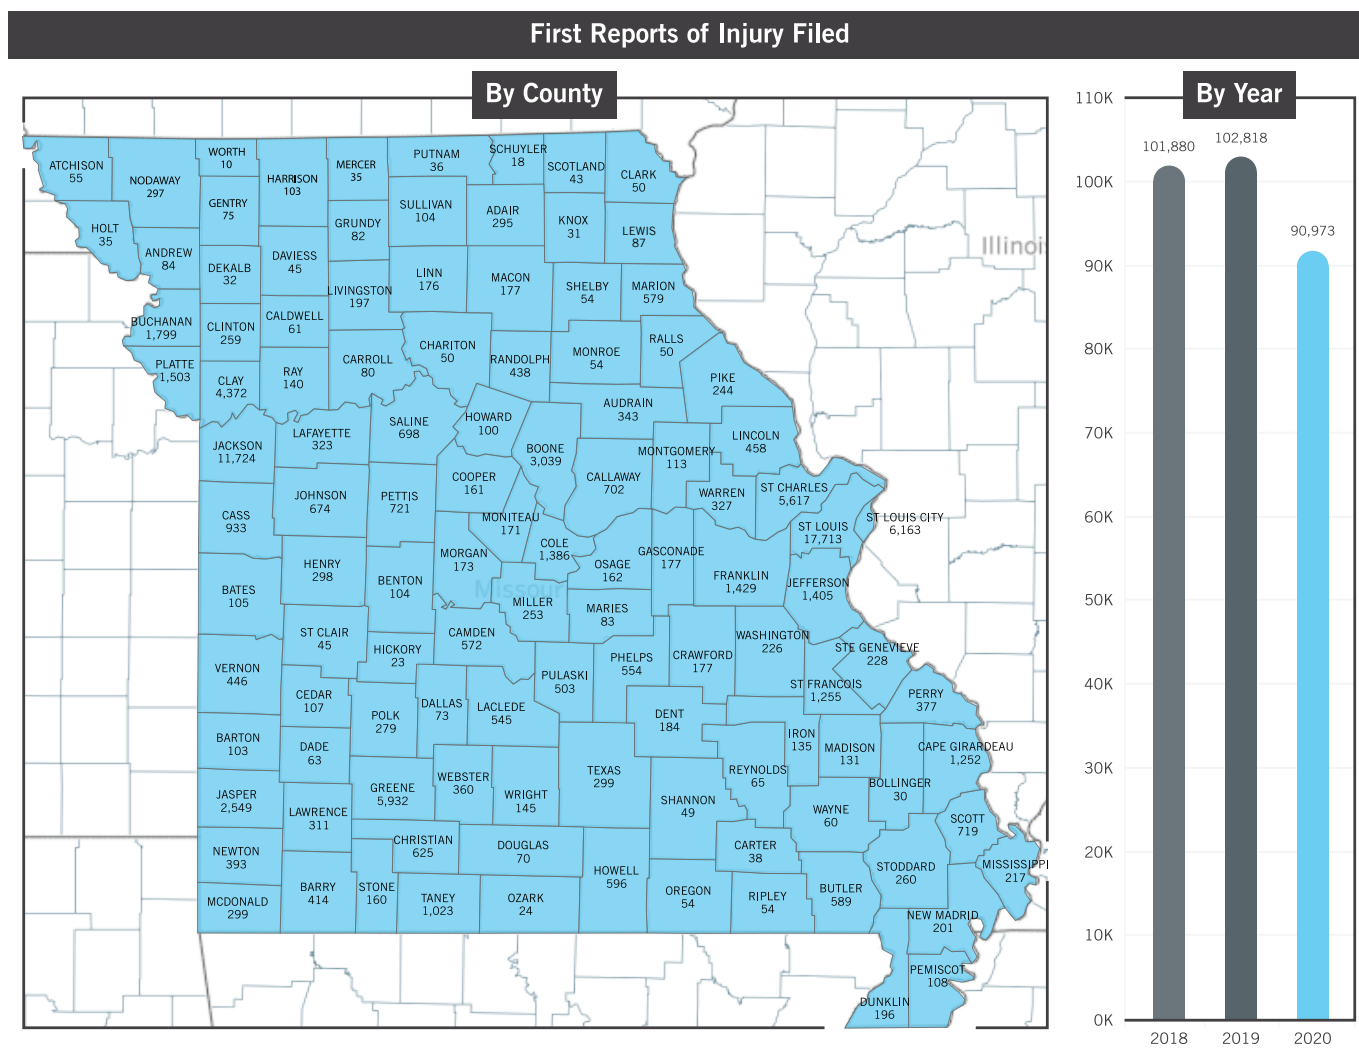 First Reports of Injury Filed
By County
ATCHISON
55
NODAWAY
297
WORTH
10
HARRISON
103
MERCER
35
PUTNAM
36
SCHUYLER
18
SCOTLAND
43
CLARK
50
HOLT
35
GENTRY
75
GRUNDY
82
SULLIVAN
104
ADAIR
295
KNOX
31
LEWIS
87
ANDREW
84
DEKALB
32
DAVIESS
45
LIVINGSTON
197
LINN
176
MACON
177
SHELBY
54
MARION
579
BUCHANAN
1,799
CLINTON
259
CALDWELL
61
CARROLL
80
CHARITON
50
RANDOLPH
438
MONROE
54
RALLS
50
PLATTE
1,503
CLAY
4,372
RAY
140
PIKE
244
AUDRAIN
343
JACKSON
11,724
LAFAYETTE
323
SALINE
698
HOWARD
100
BOONE
3,039
MONTGOMERY
113
LINCOLN
458
CALLAWAY
702
COOPER
161
WARREN
327
ST CHARLES
5,617
CASS
933
JOHNSON
674
PETTIS
721
MONITEAU
171
ST LOUIS
17,713
ST LOUIS CITY
6,163
COLE
1,386
MORGAN
173
OSAGE
162
GASCONADE
177
FRANKLIN
1,429
JEFFERSON
1,405
BATES
105
HENRY
298
BENTON
104
MILLER
253
MARIES
83
Missour
ST CLAIR
45
HICKORY
23
CAMDEN
572
WASHINGTON
226
STE GENEVIEVE
228
VERNON
446
PULASKI
503
PHELPS
554
CRAWFORD
177
ST FRANCOIS
1,255
PERRY
377
CEDAR
107
POLK
279
DALLAS
73
LACLEDE
545
DENT
184
IRON
135
MADISON
131
CAPE GIRARDEAU
1,252
BARTON
103
DADE
63
TEXAS
299
REYNOLDS
65
BOLLINGER
30
JASPER
2,549
GREENE
5,932
WEBSTER
360
WRIGHT
145
SHANNON
49
WAYNE
60
SCOTT
719
LAWRENCE
311
CHRISTIAN
625
DOUGLAS
70
CARTER
38
STODDARD
260
MISSISSIPPI
217
NEWTON
393
HOWELL
596
MCDONALD
299
BARRY
414
STONE
160
TANEY
1,023
OZARK
24
OREGON
54
RIPLEY
54
BUTLER
589
NEW MADRID
201
PEMISCOT
108
DUNKLIN
196
Illinois
By Year
110K
100K
90K
80K
70K
60K
50K
40K
30K
20K
10K
0K
101,880
102,818
90,973
2018
2019
2020